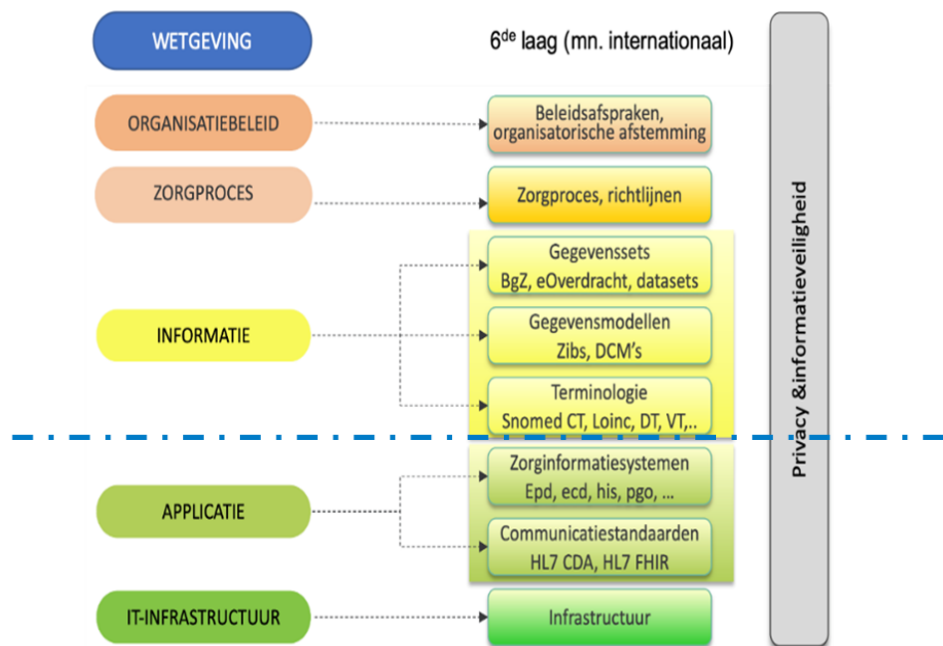 WETGEVING
6de laag (mn. internationaal)
ORGANISATIEBELEID
Beleidsafspraken,
organisatorische afstemming
ZORGPROCES
Zorgproces, richtlijnen
INFORMATIE
Gegevenssets
BgZ, eOverdracht, datasets
Gegevensmodellen
Zibs, DCM's
Terminologie
Snomed CT, Loinc, DT, VT,..
APPLICATIE
Zorginformatiesystemen
Epd, ecd, his, pgo, ...
Communicatiestandaarden
HL7 CDA, HL7 FHIR
IT-INFRASTRUCTUUR
Infrastructuur
Privacy &informatieveiligheid